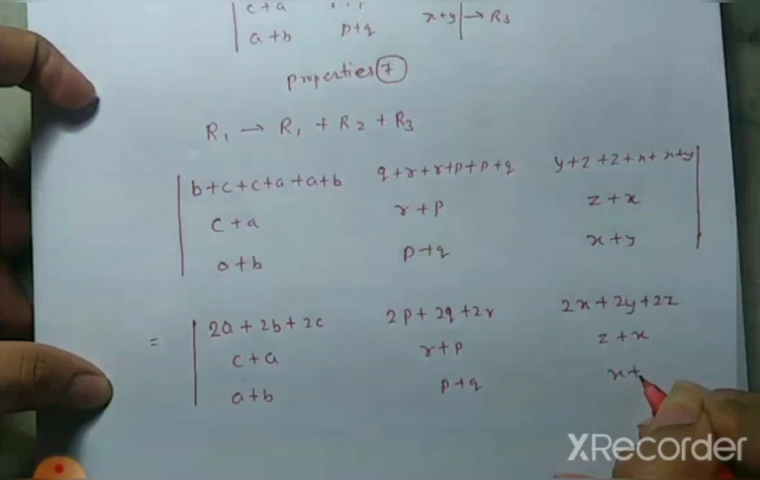 c+a
a+b p+q x+y → R3
properties 7
R1 → R1 + R2 + R3
b+c+c+a+a+b q+r+r+p+p+q y+z+z+x+x+y
c+a r+p z+x
a+b p+q x+y
= 2a+2b+2c 2p+2q+2r 2x+2y+2z
c+a r+p z+x
a+b p+q x+
XRecorder